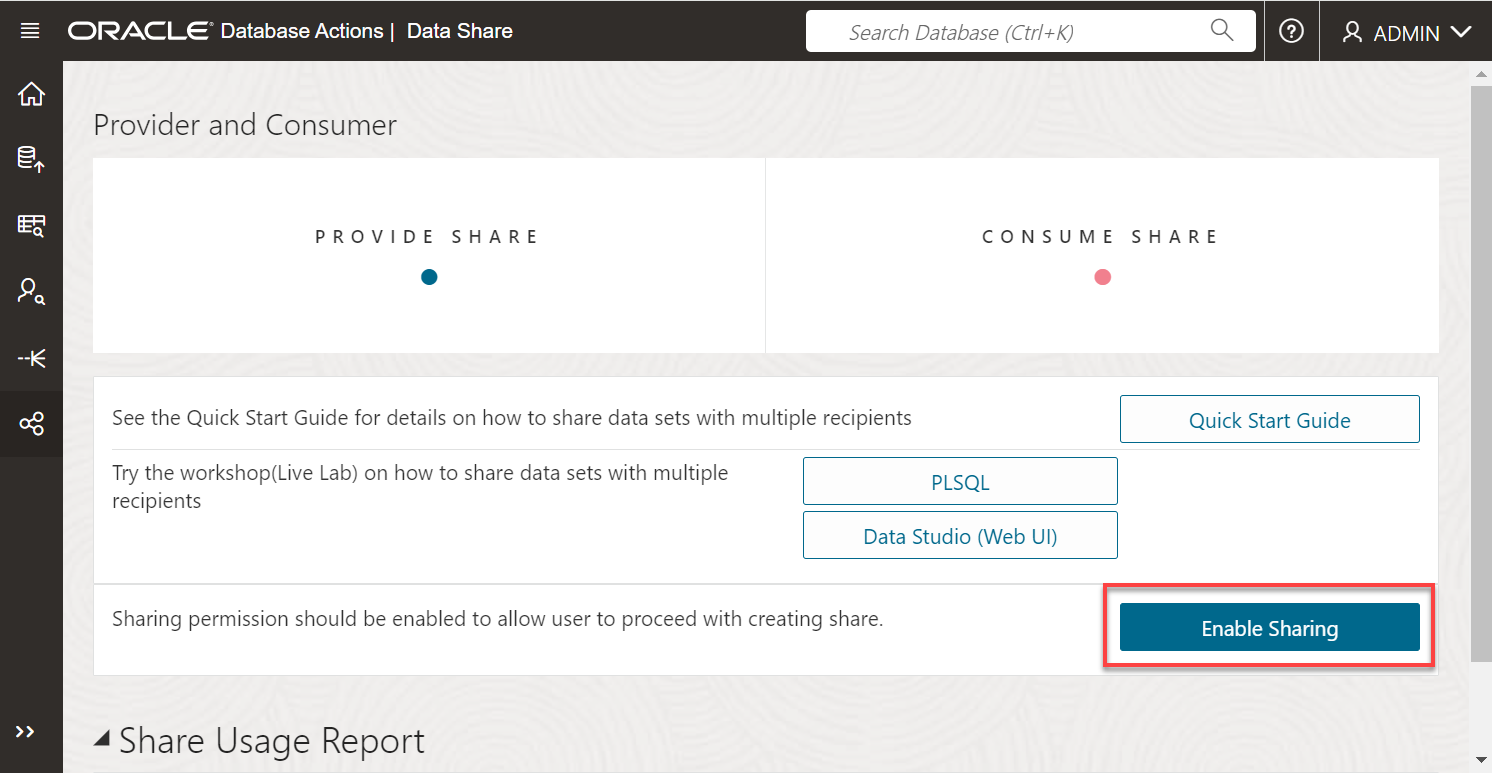 ORACLE Database Actions | Data Share
Search Database (Ctrl+K)
ADMIN
Provider and Consumer
PROVIDE SHARE
CONSUME SHARE
See the Quick Start Guide for details on how to share data sets with multiple recipients
Quick Start Guide
Try the workshop(Live Lab) on how to share data sets with multiple
recipients
PLSQL
Data Studio (Web UI)
Sharing permission should be enabled to allow user to proceed with creating share.
Enable Sharing
Share Usage Report